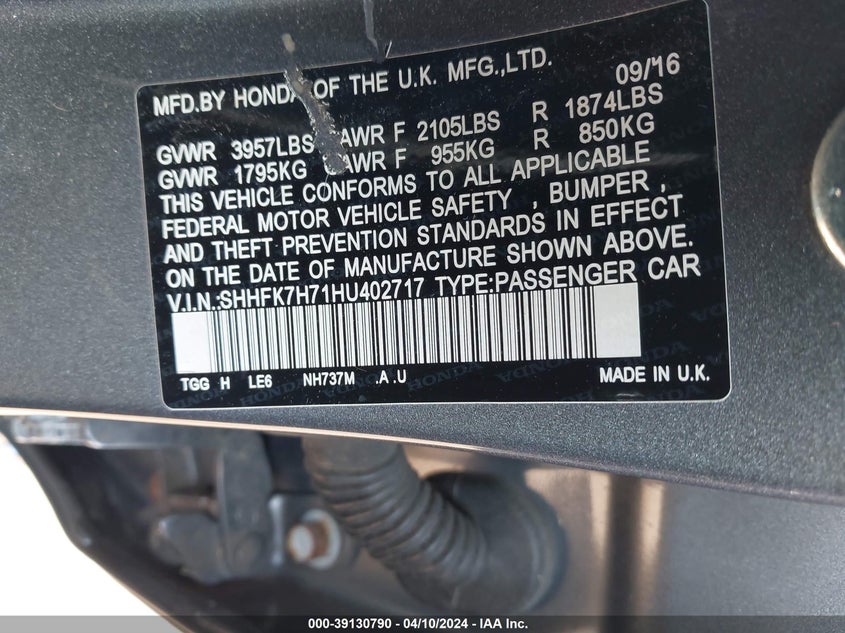 MFD.BY HONDA OF THE U.K. MFG.,LTD. 09/16
GVWR 3957LBS AWR F 2105LBS R 1874LBS
GVWR 1795KG AWR F 955KG R 850KG
THIS VEHICLE CONFORMS TO ALL APPLICABLE
FEDERAL MOTOR VEHICLE SAFETY , BUMPER ,
AND THEFT PREVENTION STANDARDS IN EFFECT
ON THE DATE OF MANUFACTURE SHOWN ABOVE.
V.I.N.:SHHFK7H71HU402717 TYPE:PASSENGER CAR
TGG H LE6 NH737M .A .U MADE IN U.K.
000-39130790 - 04/10/2024 - IAA Inc.